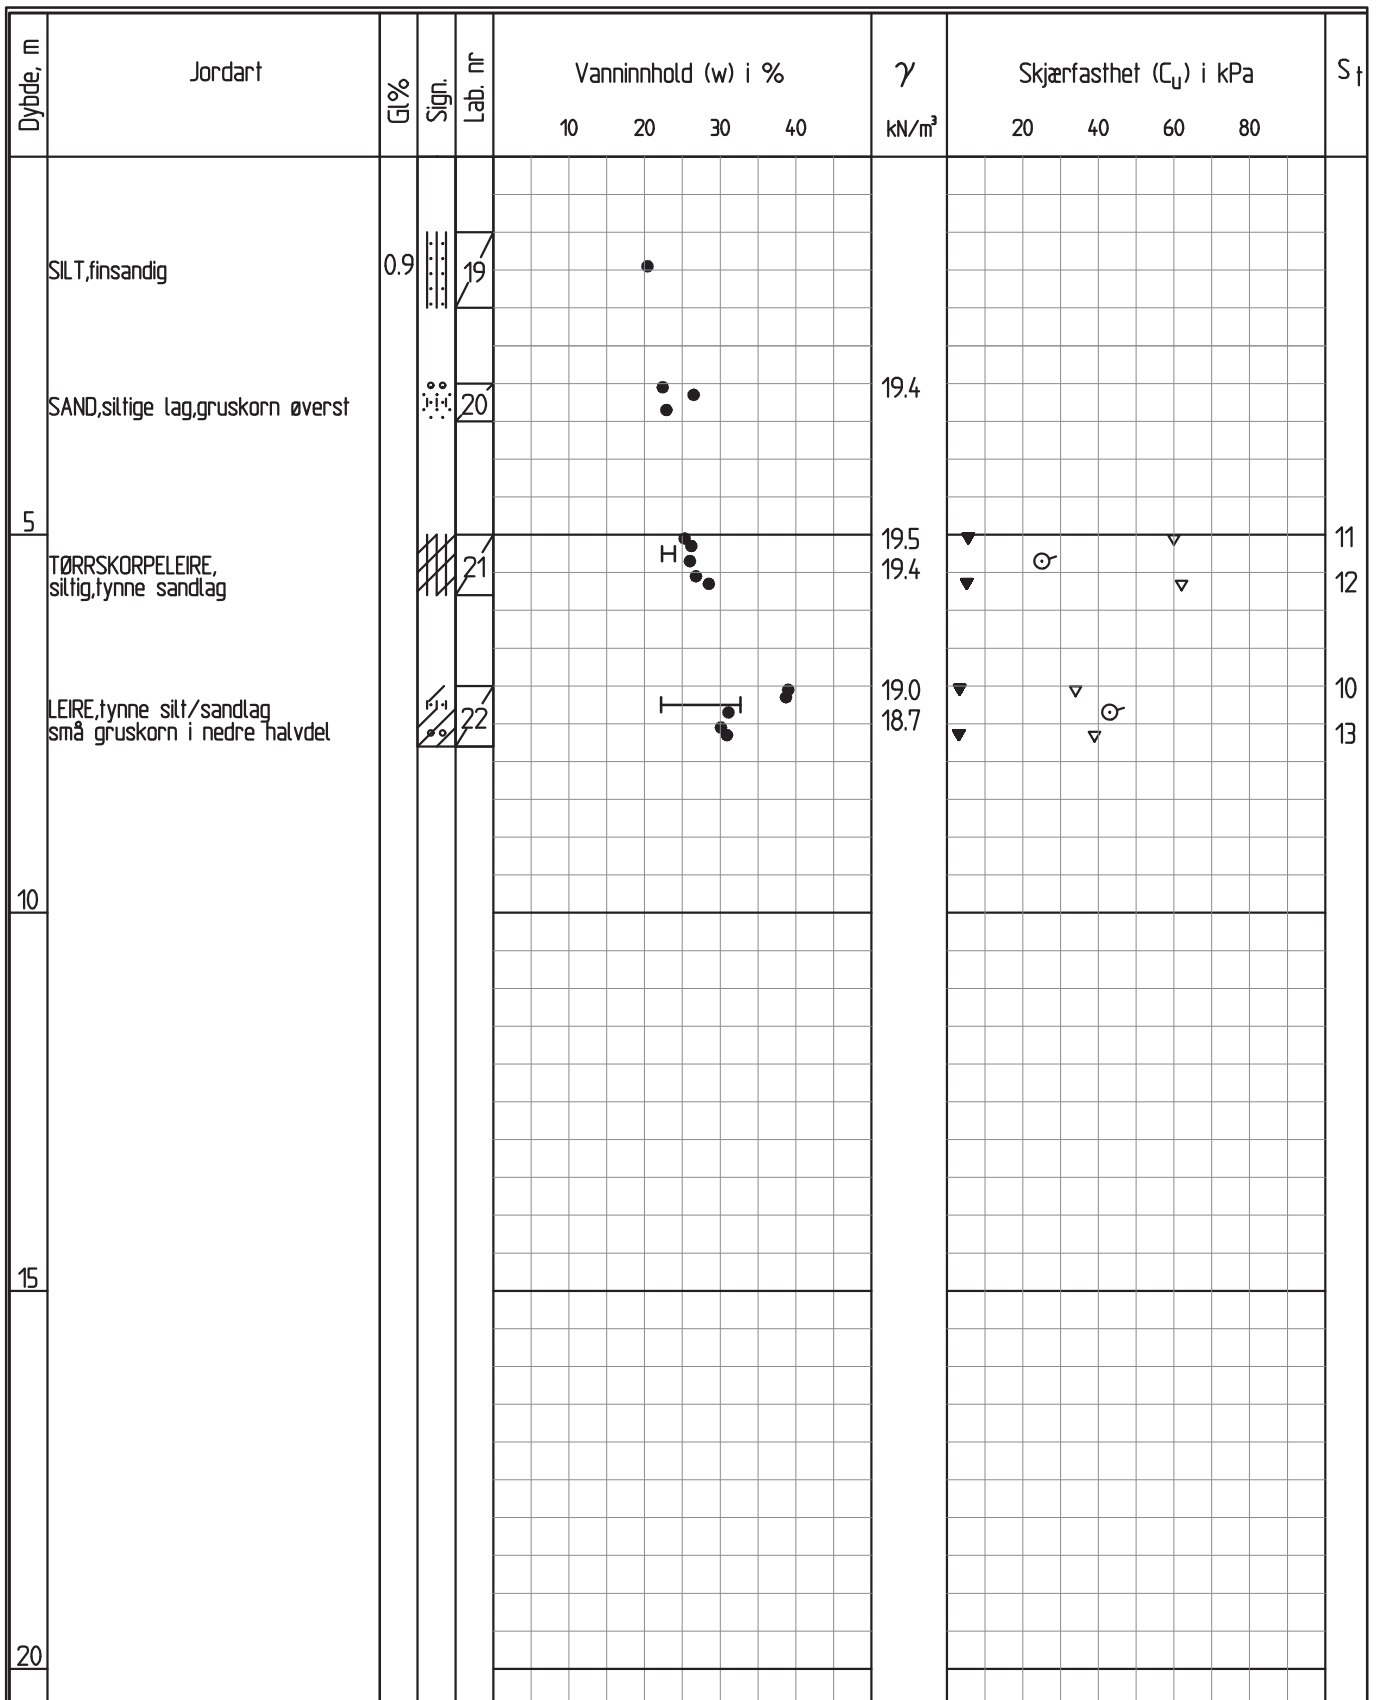 Dybde, m
Jordart
Gl%
Sign.
Lab. nr
Vanninnhold (w) i %
10 20 30 40
γ
kN/m³
Skjærfasthet (Cu) i kPa
20 40 60 80
St
SILT,finsandig 0.9 19
SAND,siltige lag,gruskorn øverst 20 19.4
5
TØRRSKORPELEIRE,
siltig,tynne sandlag
21
19.5 11
19.4 12
LEIRE,tynne silt/sandlag
små gruskorn i nedre halvdel
22
19.0 10
18.7 13
10
15
20